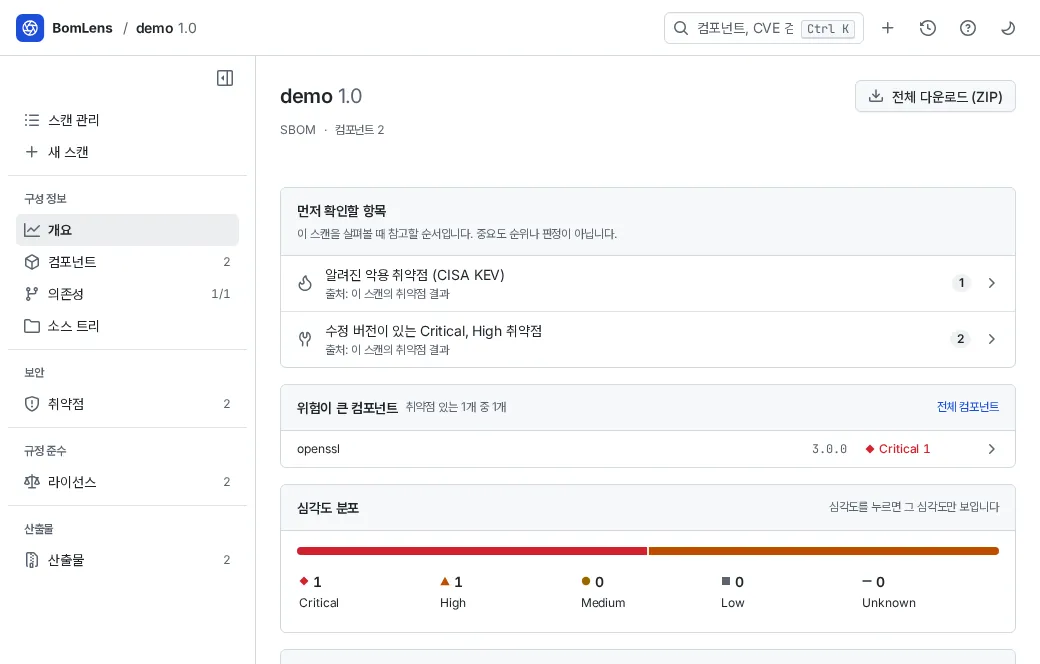 BomLens / demo 1.0
컴포넌트, CVE 검
Ctrl K
스캔 관리
새 스캔
구성 정보
개요
컴포넌트 2
의존성 1/1
소스 트리
보안
취약점 2
규정 준수
라이선스 2
산출물
산출물 2
demo 1.0
전체 다운로드 (ZIP)
SBOM · 컴포넌트 2
먼저 확인할 항목
이 스캔을 살펴볼 때 참고할 순서입니다. 중요도 순위나 판정이 아닙니다.
알려진 악용 취약점 (CISA KEV) 1
출처: 이 스캔의 취약점 결과
수정 버전이 있는 Critical, High 취약점 2
출처: 이 스캔의 취약점 결과
위험이 큰 컴포넌트 취약점 있는 1개 중 1개 전체 컴포넌트
openssl 3.0.0 Critical 1
심각도 분포 심각도를 누르면 그 심각도만 보입니다
1 1 0 0 0
Critical High Medium Low Unknown